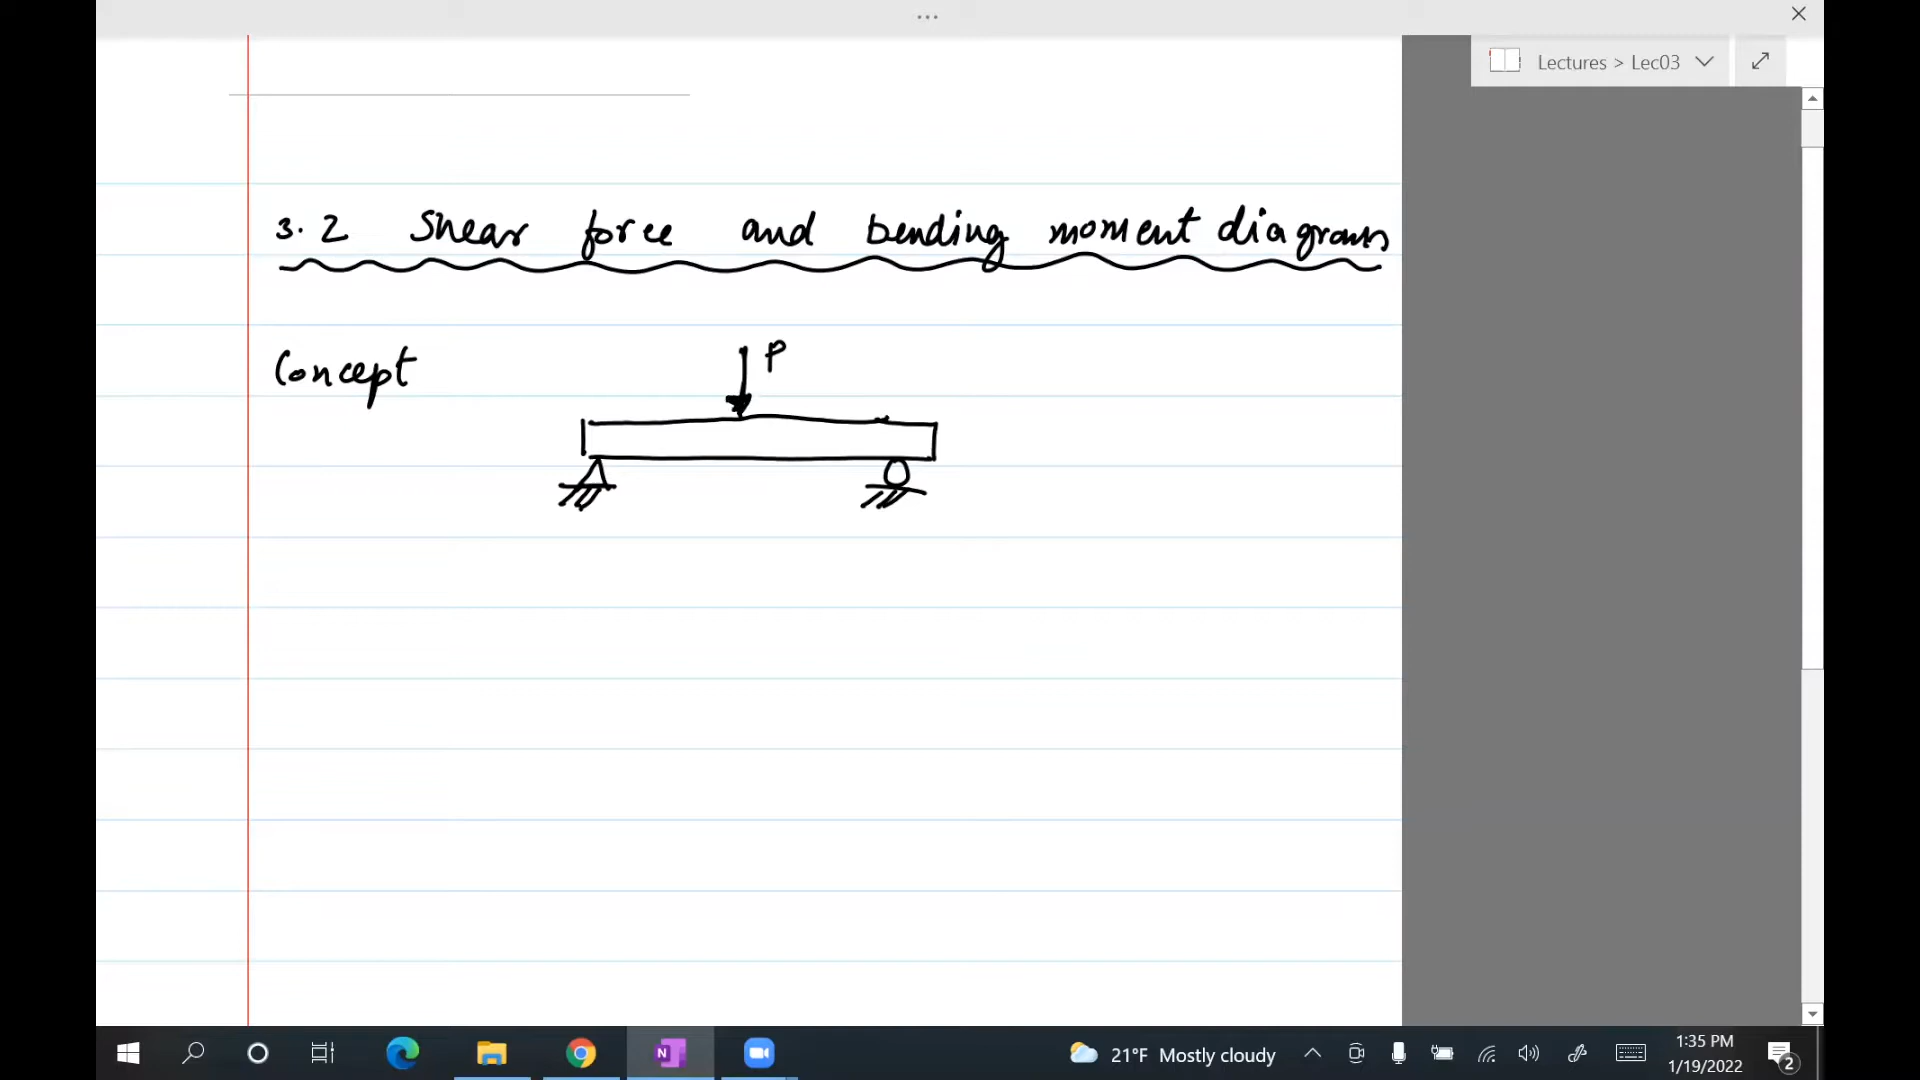 ...
Lectures > Lec03
3.2 Shear force and bending moment diagrams
Concept
P
21°F Mostly cloudy
1:35 PM
1/19/2022
2